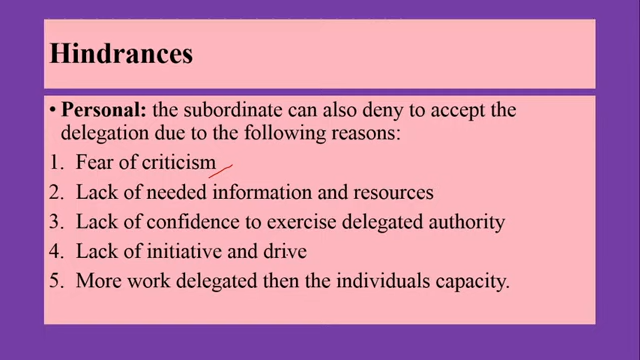 Hindrances
• Personal: the subordinate can also deny to accept the
delegation due to the following reasons:
1. Fear of criticism
2. Lack of needed information and resources
3. Lack of confidence to exercise delegated authority
4. Lack of initiative and drive
5. More work delegated then the individuals capacity.